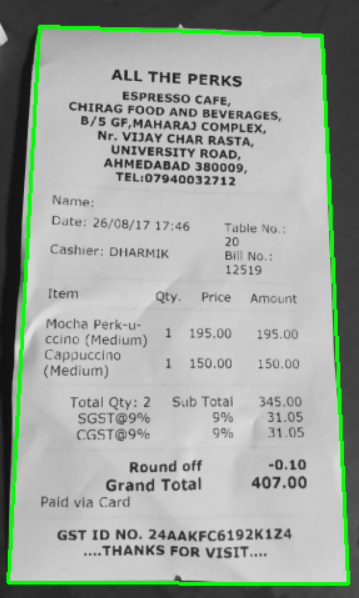 ALL THE PERKS
ESPRESSO CAFE,
CHIRAG FOOD AND BEVERAGES,
B/5 GF,MAHARAJ COMPLEX,
Nr. VIJAY CHAR RASTA,
UNIVERSITY ROAD,
AHMEDABAD 380009,
TEL:07940032712
Name:
Date: 26/08/17 17:46 Table No.:
20
Cashier: DHARMIK Bill No.:
12519
Item Qty. Price Amount
Mocha Perk-u-
ccino (Medium) 1 195.00 195.00
Cappuccino
(Medium) 1 150.00 150.00
Total Qty: 2 Sub Total 345.00
SGST@9% 9% 31.05
CGST@9% 9% 31.05
Round off -0.10
Grand Total 407.00
Paid via Card
GST ID NO. 24AAKFC6192K1Z4
....THANKS FOR VISIT....